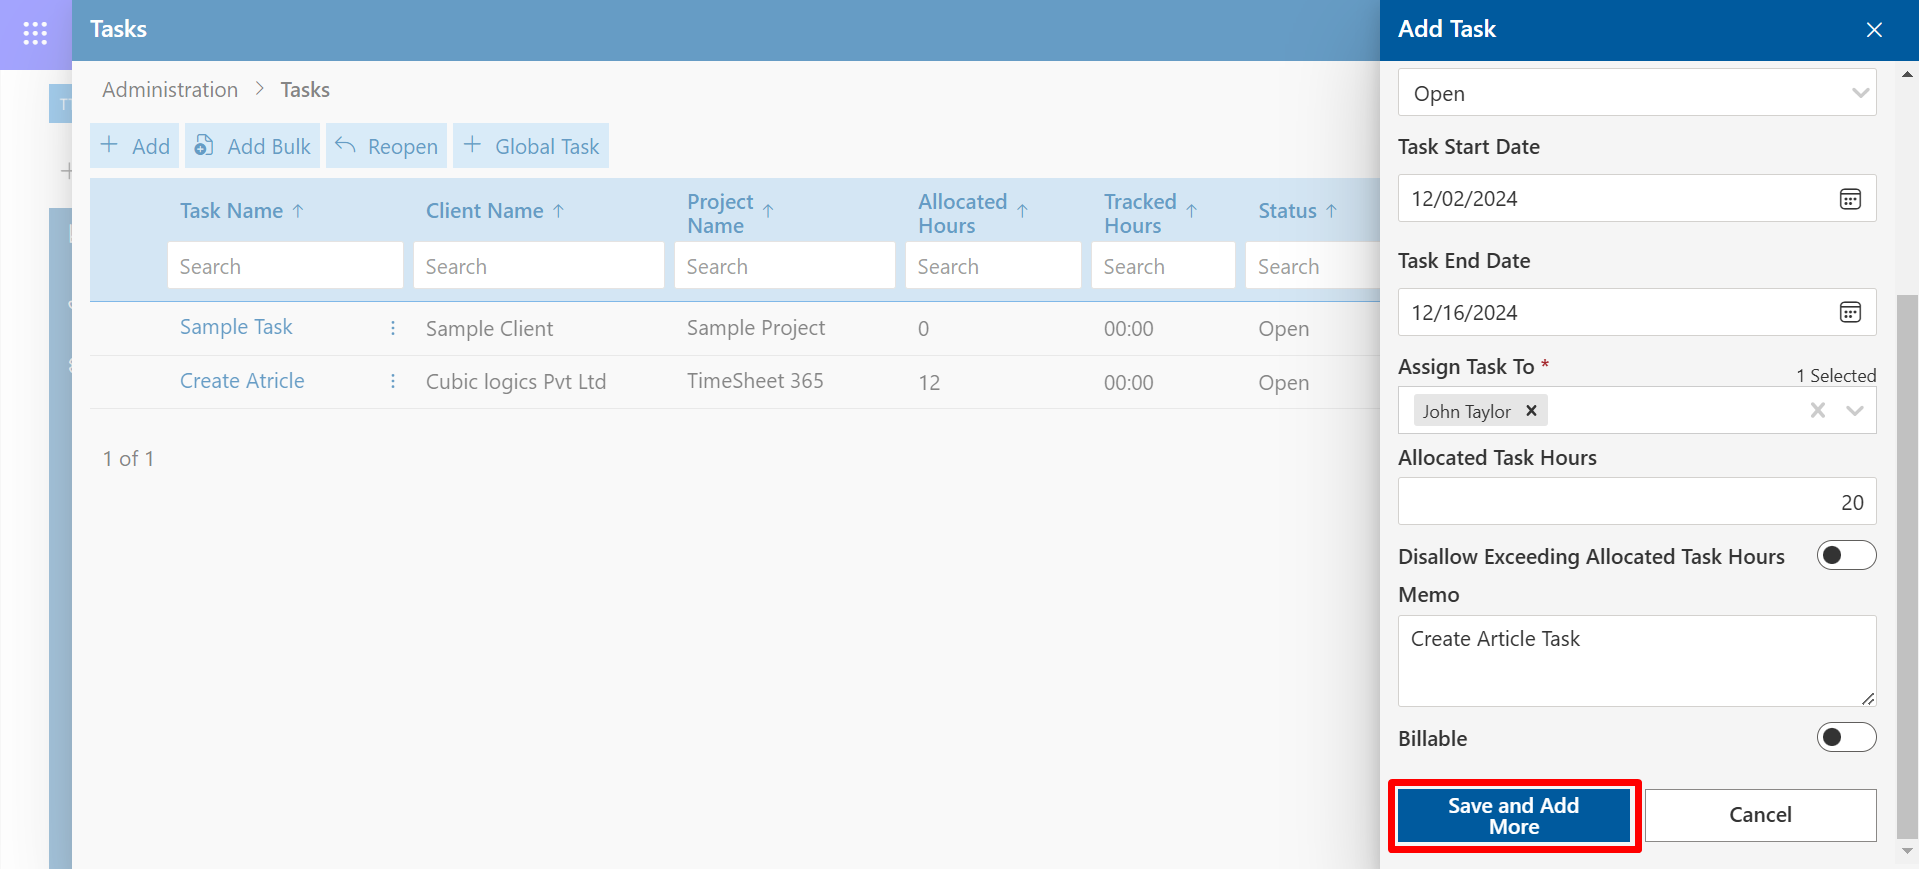 Tasks
Administration > Tasks
+ Add
Add Bulk
Reopen
+ Global Task
Task Name ↑
Client Name ↑
Project Name ↑
Allocated Hours ↑
Tracked Hours ↑
Status ↑
Search
Search
Search
Search
Search
Search
Sample Task
Sample Client
Sample Project
0
00:00
Open
Create Atricle
Cubic logics Pvt Ltd
TimeSheet 365
12
00:00
Open
1 of 1
Add Task
Open
Task Start Date
12/02/2024
Task End Date
12/16/2024
Assign Task To *
1 Selected
John Taylor
Allocated Task Hours
20
Disallow Exceeding Allocated Task Hours
Memo
Create Article Task
Billable
Save and Add
More
Cancel